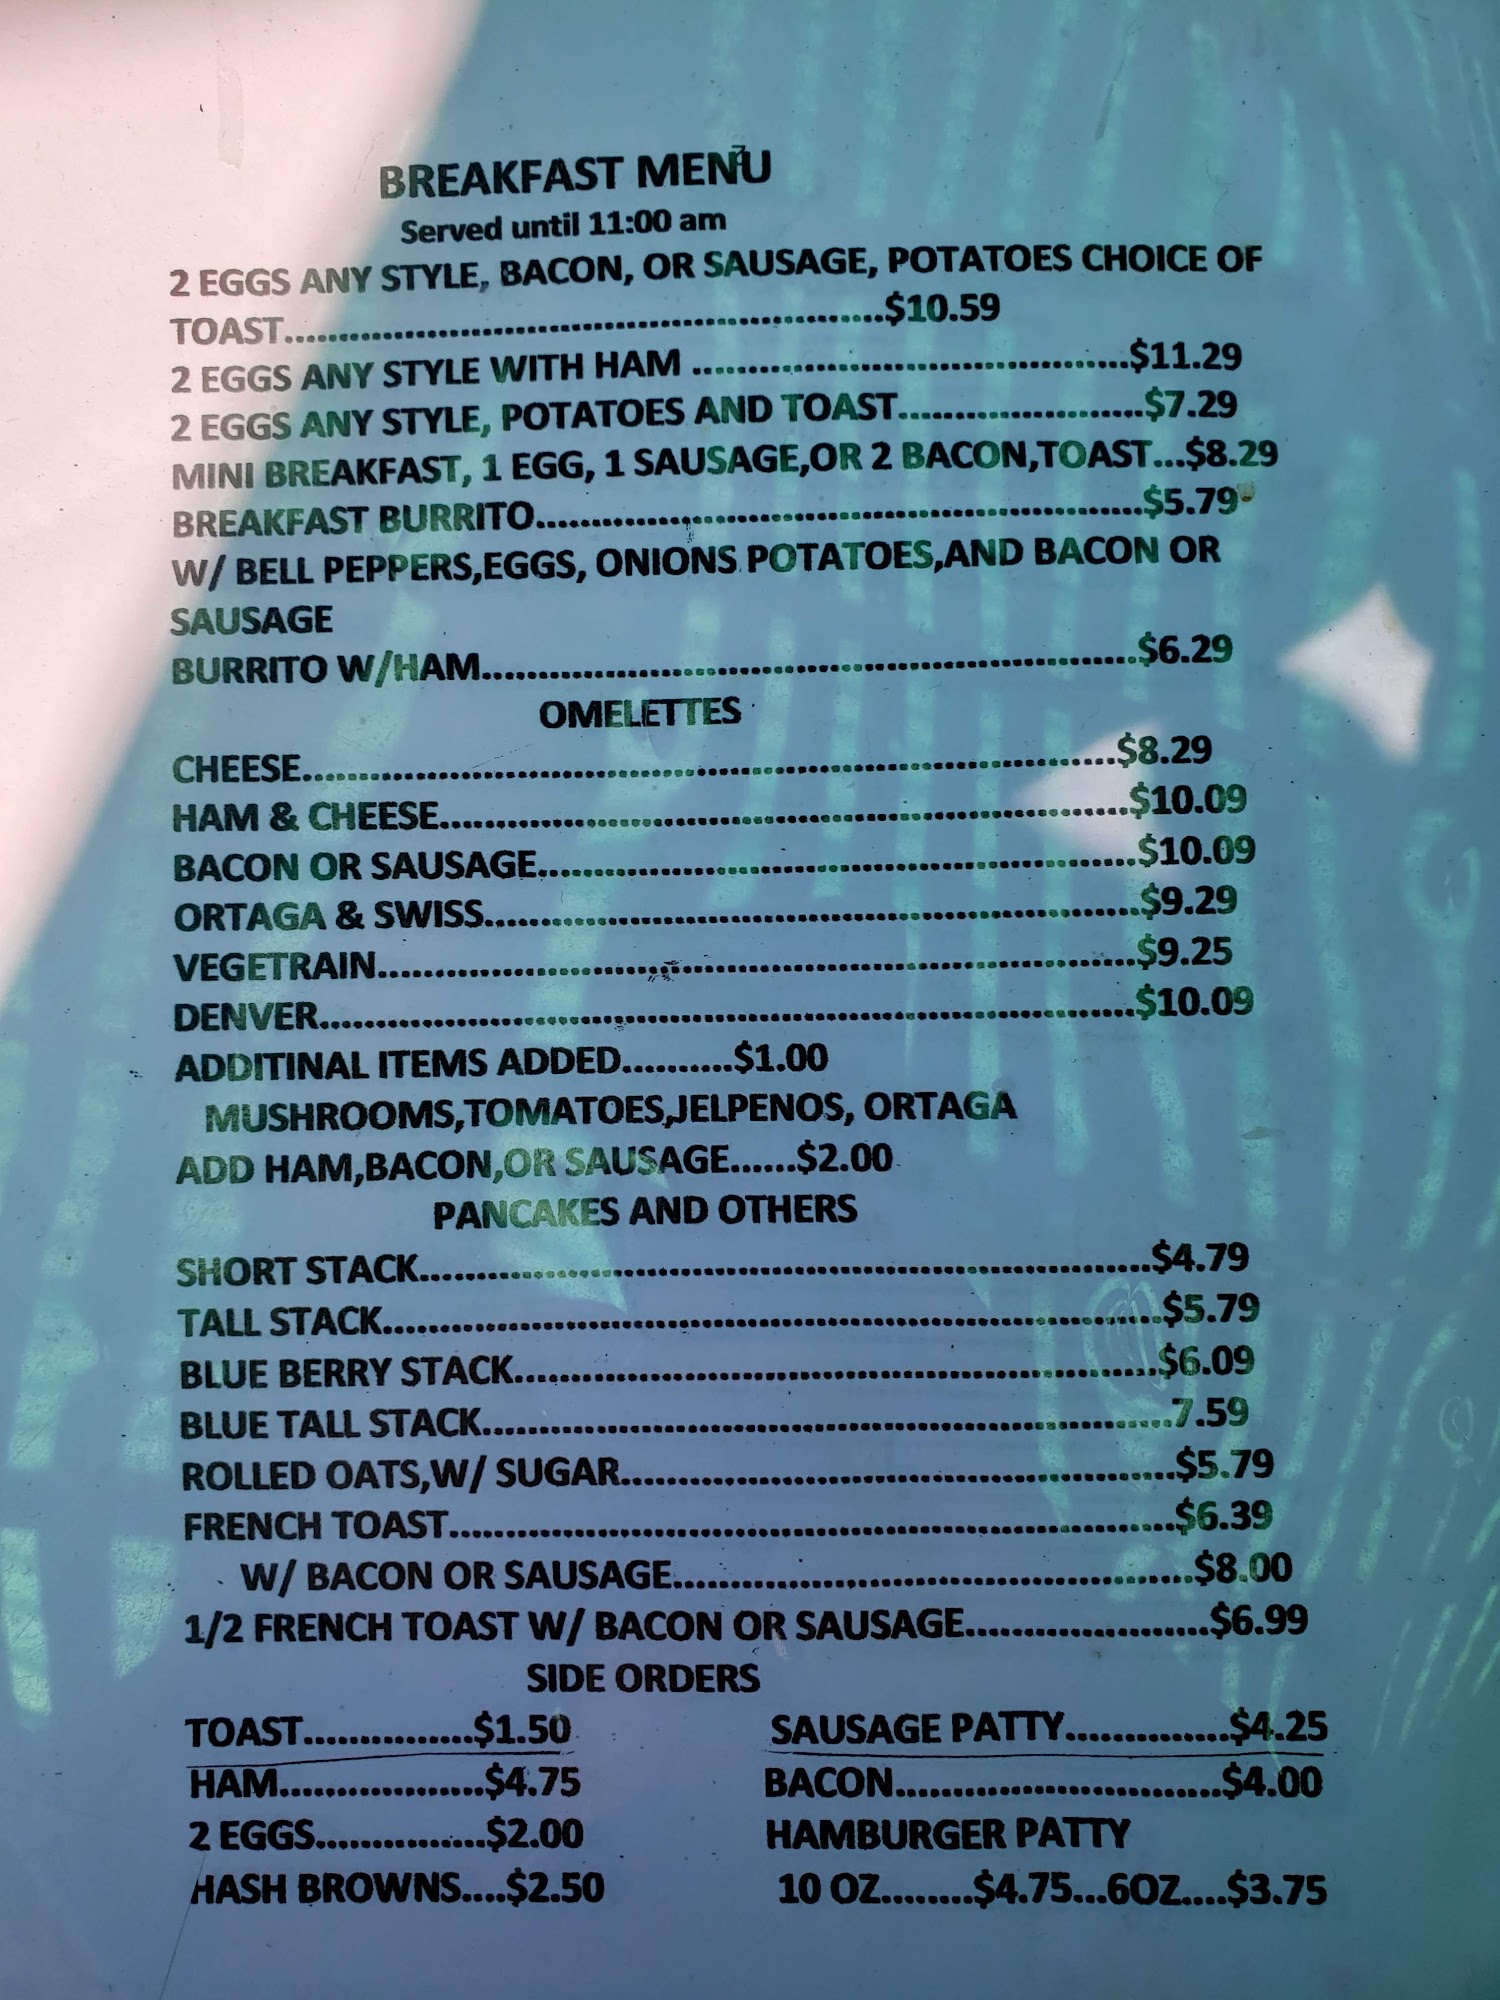 BREAKFAST MENU
Served until 11:00 am
2 EGGS ANY STYLE, BACON, OR SAUSAGE, POTATOES CHOICE OF
TOAST......................................................$10.59
2 EGGS ANY STYLE WITH HAM .......................................$11.29
2 EGGS ANY STYLE, POTATOES AND TOAST......................$7.29
MINI BREAKFAST, 1 EGG, 1 SAUSAGE,OR 2 BACON,TOAST...$8.29
BREAKFAST BURRITO.......................................................$5.79
W/ BELL PEPPERS,EGGS, ONIONS POTATOES,AND BACON OR
SAUSAGE
BURRITO W/HAM...........................................................$6.29
OMELETTES
CHEESE.........................................................................$8.29
HAM & CHEESE..............................................................$10.09
BACON OR SAUSAGE......................................................$10.09
ORTAGA & SWISS...........................................................$9.29
VEGETRAIN....................................................................$9.25
DENVER.........................................................................$10.09
ADDITINAL ITEMS ADDED..........$1.00
MUSHROOMS,TOMATOES,JELPENOS, ORTAGA
ADD HAM,BACON,OR SAUSAGE......$2.00
PANCAKES AND OTHERS
SHORT STACK..................................................................$4.79
TALL STACK......................................................................$5.79
BLUE BERRY STACK..........................................................$6.09
BLUE TALL STACK..............................................................7.59
ROLLED OATS,W/ SUGAR..................................................$5.79
FRENCH TOAST.................................................................$6.39
W/ BACON OR SAUSAGE...............................................$8.00
1/2 FRENCH TOAST W/ BACON OR SAUSAGE......................$6.99
SIDE ORDERS
TOAST...............$1.50 SAUSAGE PATTY...............$4.25
HAM..................$4.75 BACON.............................$4.00
2 EGGS...............$2.00 HAMBURGER PATTY
HASH BROWNS....$2.50 10 OZ........$4.75...6OZ....$3.75